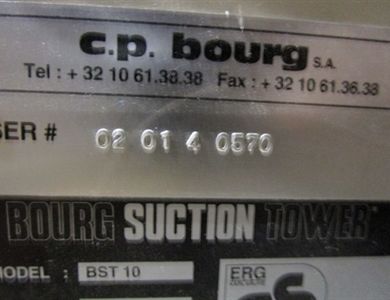 c.p. bourg S.A.
Tel : + 32 10 61.38.38 Fax : + 32 10 61.36.38
SER # 02 01 4 0570
BOURG SUCTION TOWER
MODEL : BST 10
ERG